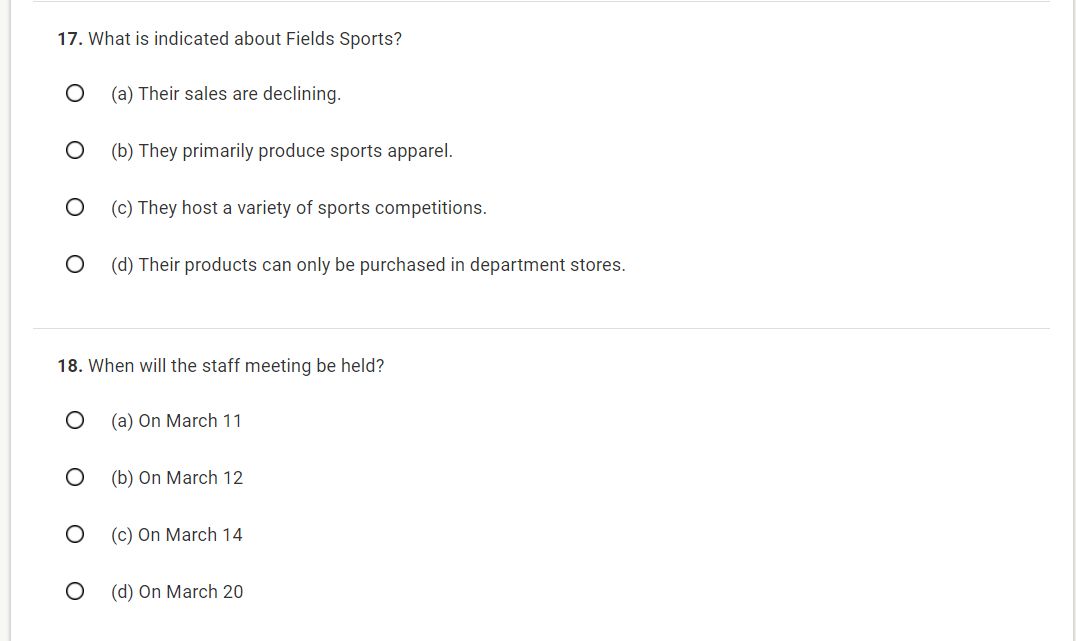 17. What is indicated about Fields Sports?
(a) Their sales are declining.
(b) They primarily produce sports apparel.
(c) They host a variety of sports competitions.
(d) Their products can only be purchased in department stores.
18. When will the staff meeting be held?
(a) On March 11
(b) On March 12
(c) On March 14
(d) On March 20